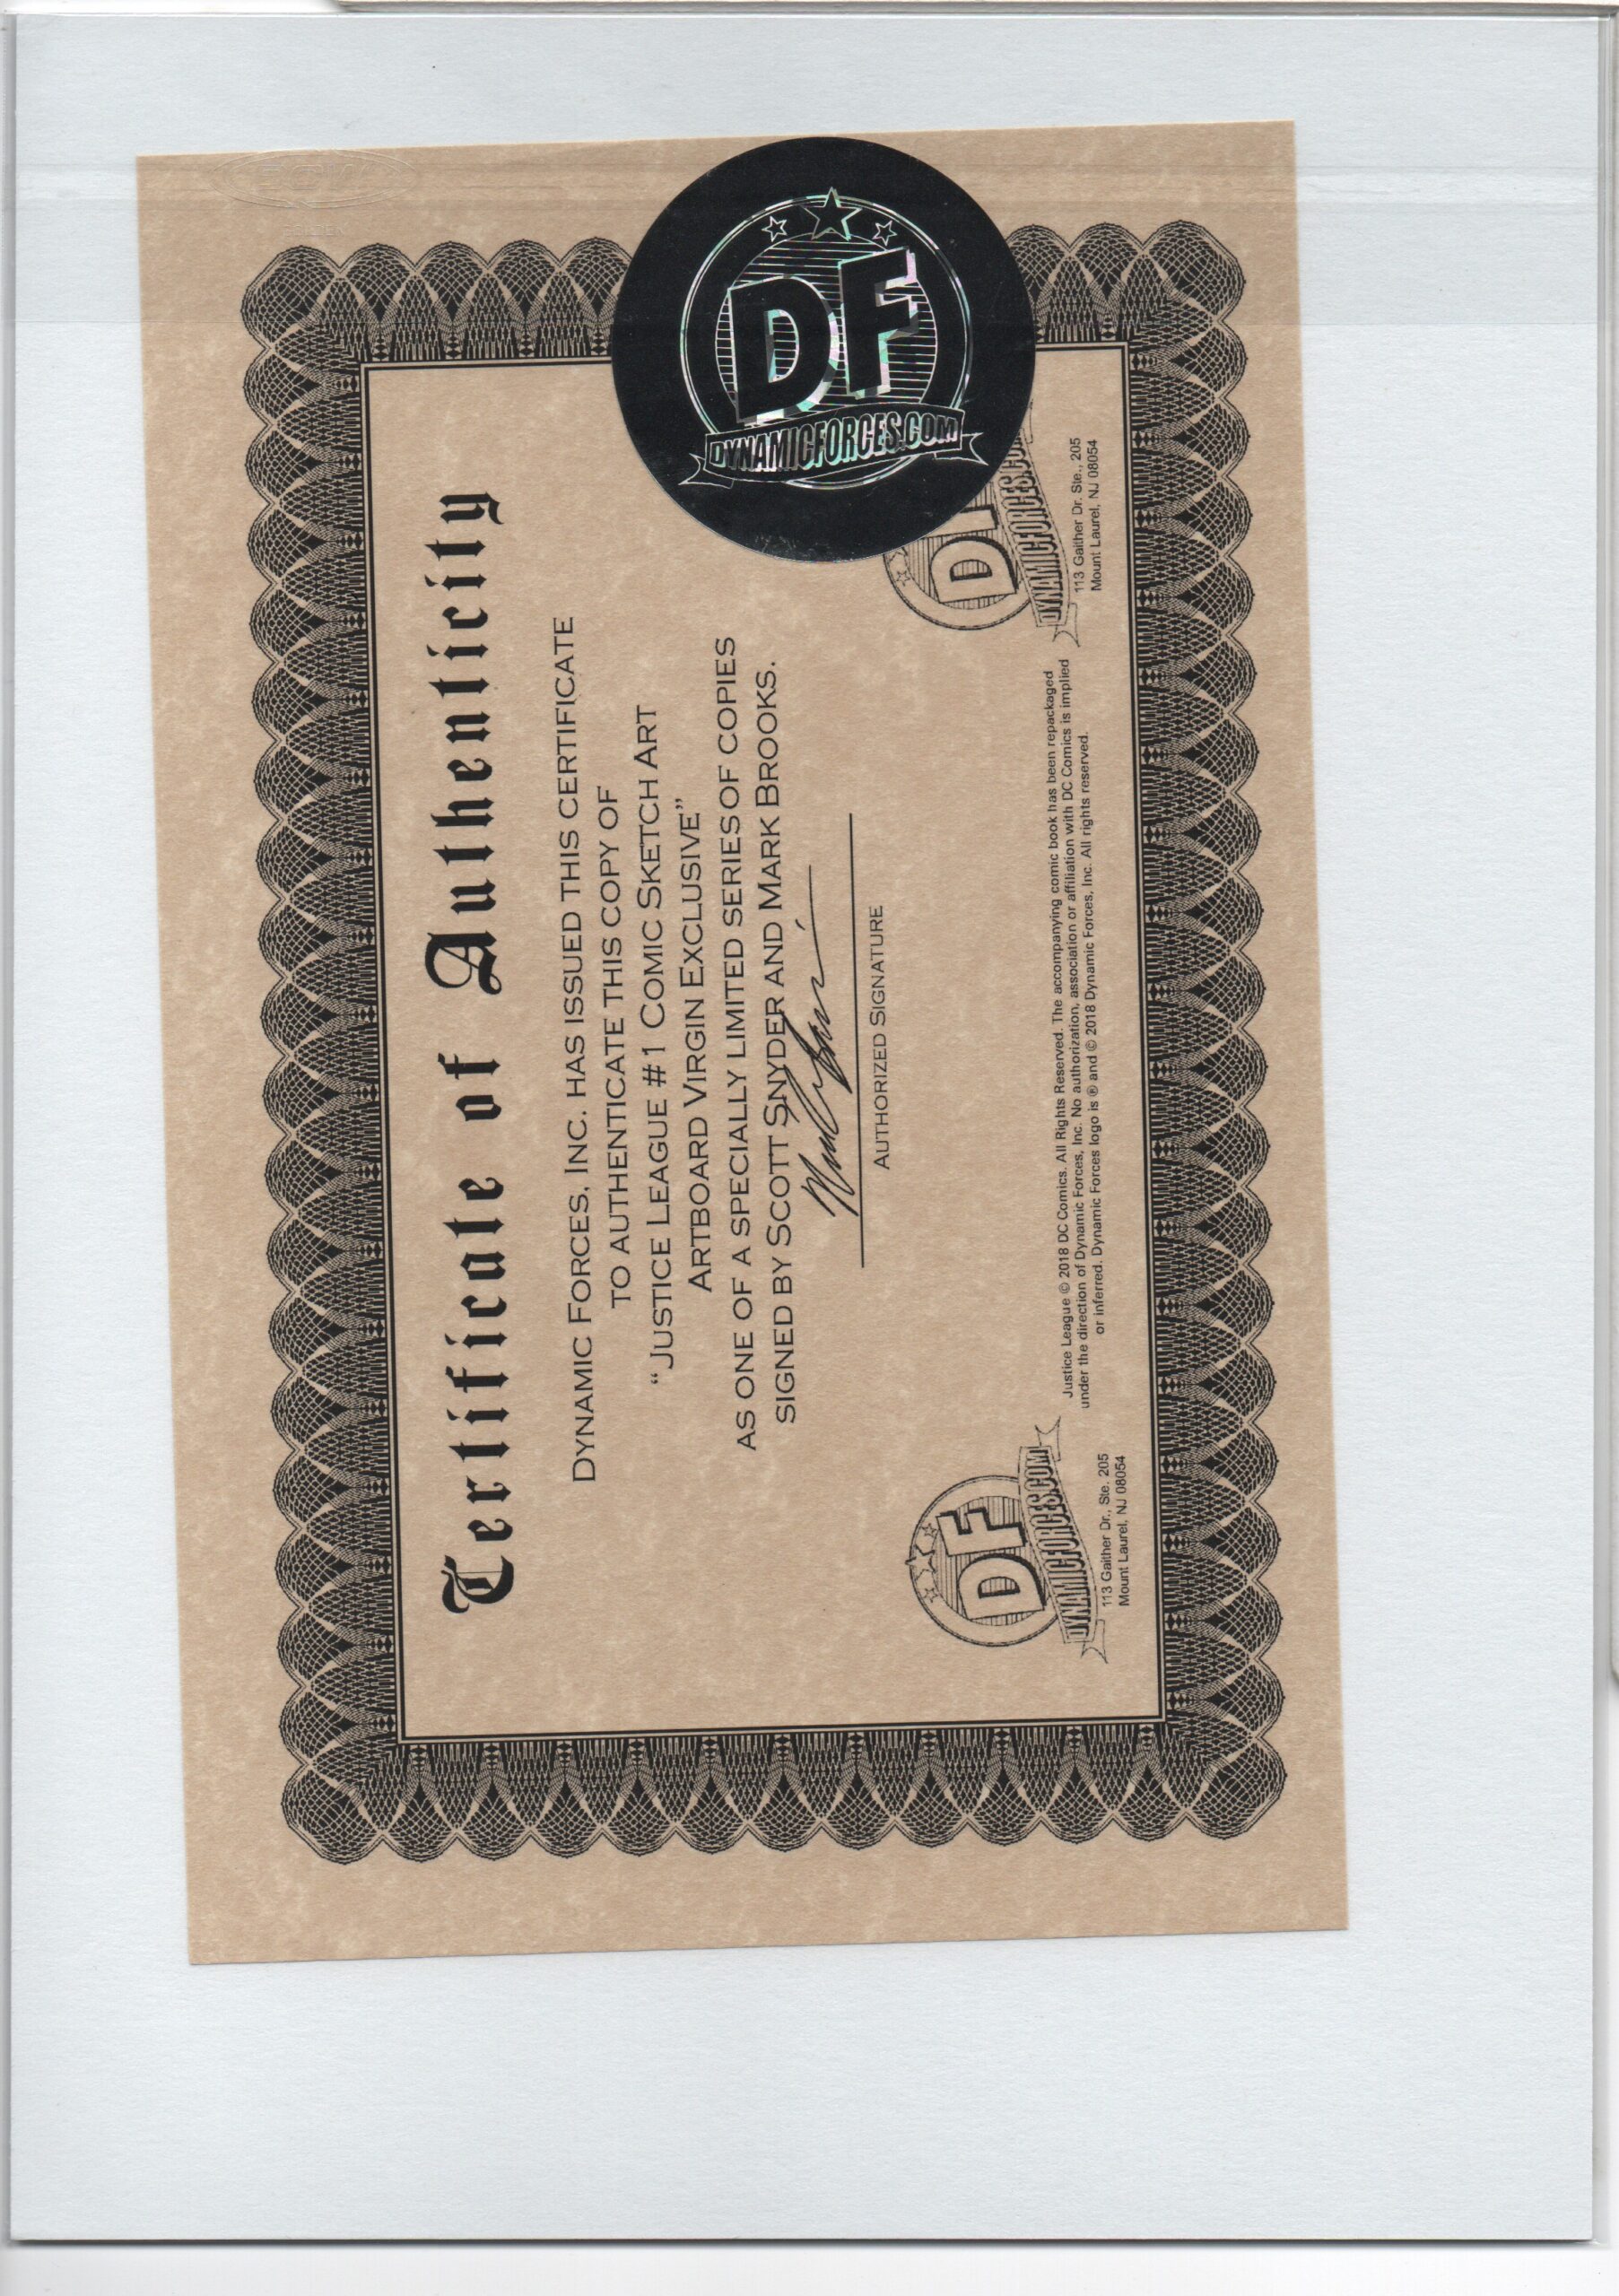 Certificate of Authenticity
DYNAMIC FORCES, INC. HAS ISSUED THIS CERTIFICATE
TO AUTHENTICATE THIS COPY OF
“JUSTICE LEAGUE #1 COMIC SKETCH ART
ARTBOARD VIRGIN EXCLUSIVE”
AS ONE OF A SPECIALLY LIMITED SERIES OF COPIES
SIGNED BY SCOTT SNYDER AND MARK BROOKS.
AUTHORIZED SIGNATURE
DF
DYNAMICFORCES.COM
113 Gaither Dr., Ste. 205
Mount Laurel, NJ 08054
Justice League © 2018 DC Comics. All Rights Reserved. The accompanying comic book has been repackaged
under the direction of Dynamic Forces, Inc. No authorization, association or affiliation with DC Comics is implied
or inferred. Dynamic Forces logo is ® and © 2018 Dynamic Forces, Inc. All rights reserved.
DF
DYNAMICFORCES.COM
113 Gaither Dr. Ste., 205
Mount Laurel, NJ 08054
DF
DYNAMICFORCES.COM